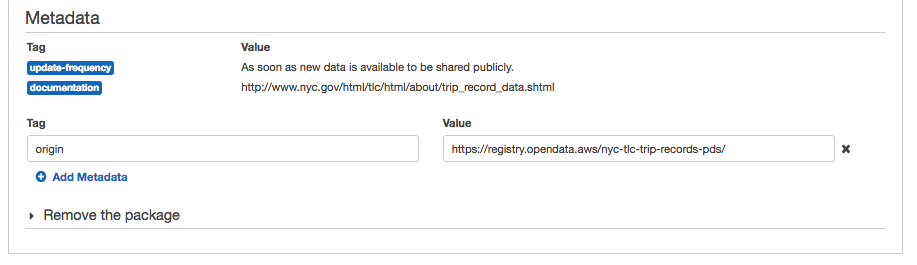 Metadata
Tag Value
update-frequency As soon as new data is available to be shared publicly.
documentation http://www.nyc.gov/html/tlc/html/about/trip_record_data.shtml
Tag Value
origin https://registry.opendata.aws/nyc-tlc-trip-records-pds/
Add Metadata
Remove the package